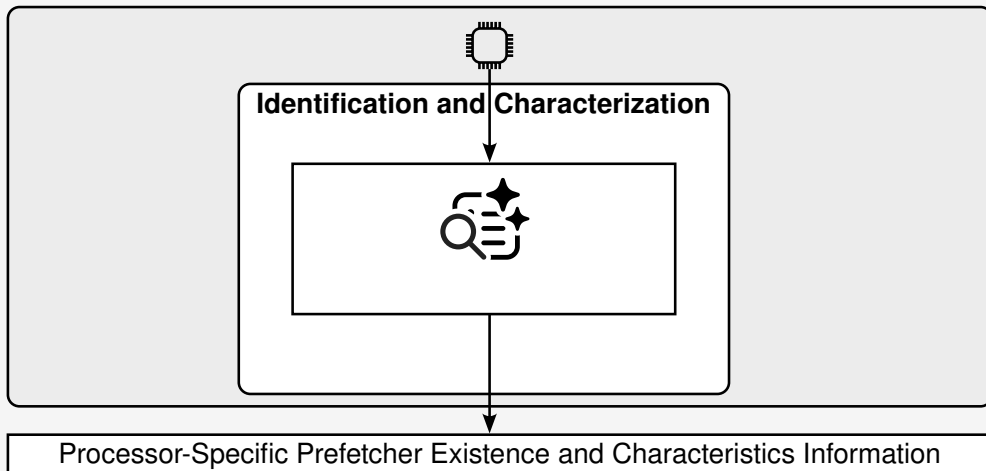 Identification and Characterization
Processor-Specific Prefetcher Existence and Characteristics Information